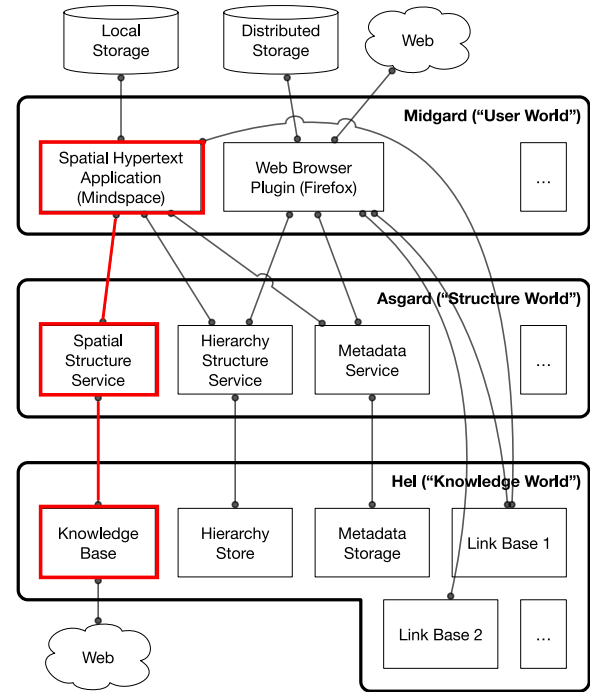 Local
Storage
Distributed
Storage
Web
Midgard (“User World”)
Spatial Hypertext
Application
(Mindspace)
Web Browser
Plugin (Firefox)
...
Asgard (“Structure World”)
Spatial
Structure
Service
Hierarchy
Structure
Service
Metadata
Service
...
Hel (“Knowledge World”)
Knowledge
Base
Hierarchy
Store
Metadata
Storage
Link Base 1
Link Base 2
...
Web